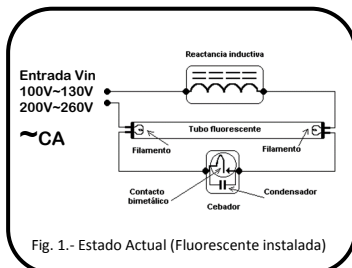 Reactancia inductiva
Entrada Vin
100V~130V
200V~260V
~CA
Tubo fluorescente
Filamento
Filamento
Contacto
bimetálico
Condensador
Cebador
Fig. 1.- Estado Actual (Fluorescente instalada)